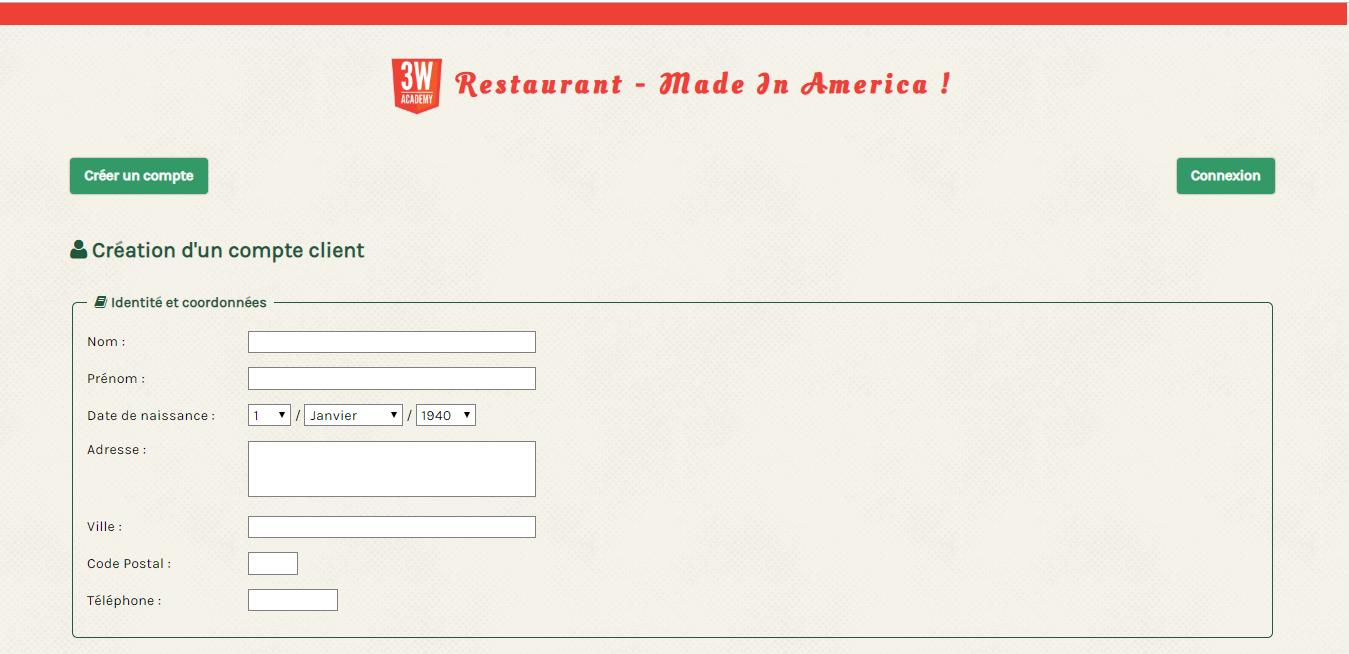 3W
ACADEMY
Restaurant - Made In America !
Créer un compte
Connexion
Création d'un compte client
Identité et coordonnées
Nom :
Prénom :
Date de naissance : 1 / Janvier / 1940
Adresse :
Ville :
Code Postal :
Téléphone :